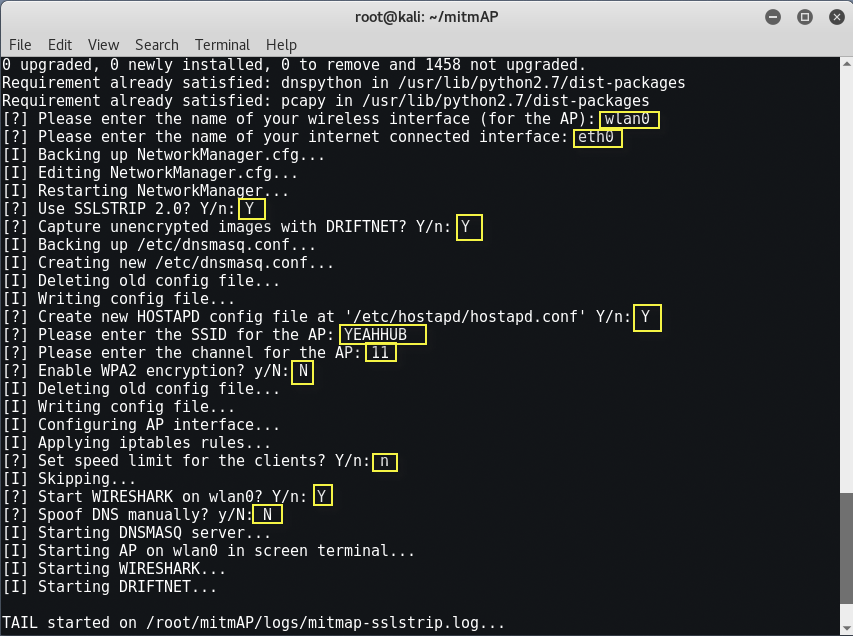 root@kali: ~/mitmAP
File Edit View Search Terminal Help
0 upgraded, 0 newly installed, 0 to remove and 1458 not upgraded.
Requirement already satisfied: dnspython in /usr/lib/python2.7/dist-packages
Requirement already satisfied: pcapy in /usr/lib/python2.7/dist-packages
[?] Please enter the name of your wireless interface (for the AP): wlan0
[?] Please enter the name of your internet connected interface: eth0
[I] Backing up NetworkManager.cfg...
[I] Editing NetworkManager.cfg...
[I] Restarting NetworkManager...
[?] Use SSLSTRIP 2.0? Y/n: Y
[?] Capture unencrypted images with DRIFTNET? Y/n: Y
[I] Backing up /etc/dnsmasq.conf...
[I] Creating new /etc/dnsmasq.conf...
[I] Deleting old config file...
[I] Writing config file...
[?] Create new HOSTAPD config file at '/etc/hostapd/hostapd.conf' Y/n: Y
[?] Please enter the SSID for the AP: YEAHHUB
[?] Please enter the channel for the AP: 11
[?] Enable WPA2 encryption? y/N: N
[I] Deleting old config file...
[I] Writing config file...
[I] Configuring AP interface...
[I] Applying iptables rules...
[?] Set speed limit for the clients? Y/n: n
[I] Skipping...
[?] Start WIRESHARK on wlan0? Y/n: Y
[?] Spoof DNS manually? y/N: N
[I] Starting DNSMASQ server...
[I] Starting AP on wlan0 in screen terminal...
[I] Starting WIRESHARK...
[I] Starting DRIFTNET...
TAIL started on /root/mitmAP/logs/mitmap-sslstrip.log...